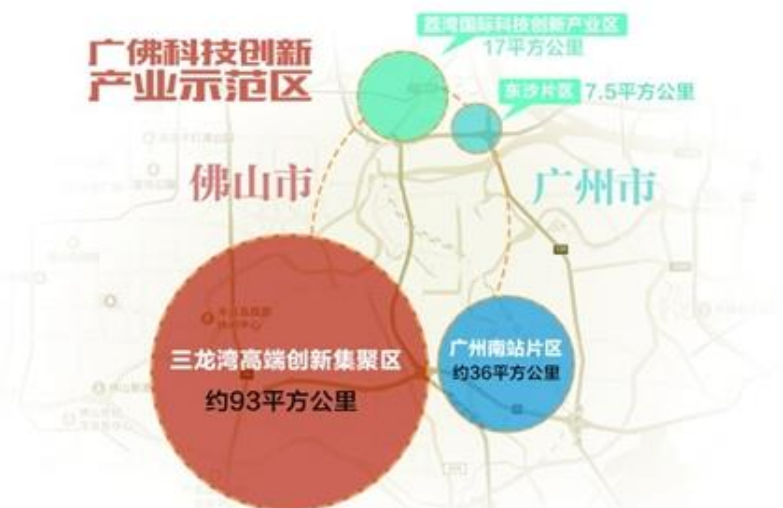 荔湾国际科技创新产业区
17平方公里
广佛科技创新
产业示范区
东沙片区 7.5平方公里
佛山市
广州市
三龙湾高端创新集聚区
约93平方公里
广州南站片区
约36平方公里